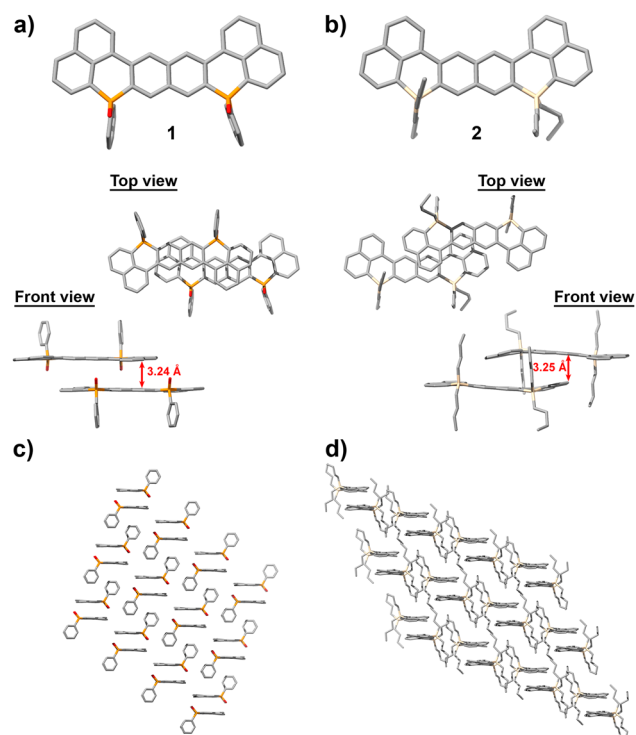 a)
1
Top view
Front view
3.24 Å
b)
2
Top view
Front view
3.25 Å
c)
d)